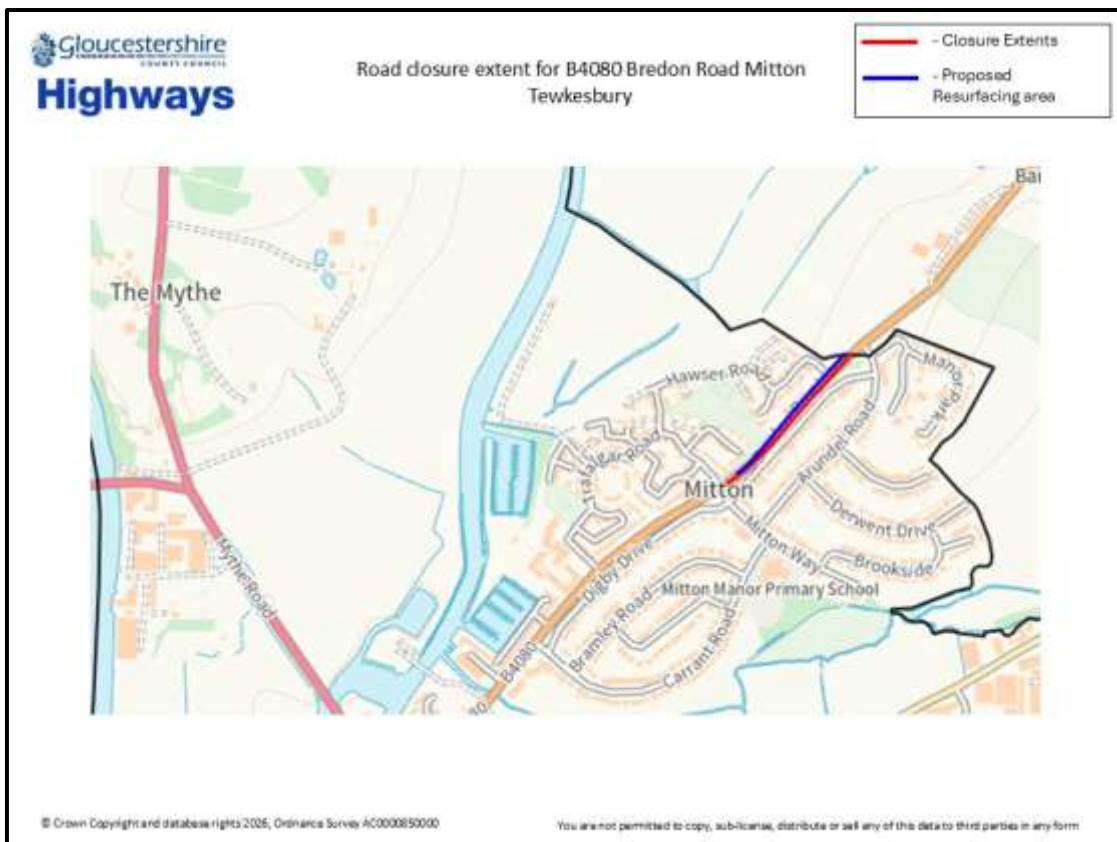 Gloucestershire
COUNTY COUNCIL
Highways
Road closure extent for B4080 Bredon Road Mitton
Tewkesbury
- Closure Extents
- Proposed
Resurfacing area
Bai
The Mythe
Hawser Road
Manor Park
Trafalgar Road
Arundel Road
Mitton
Derwent Drive
Mitton Way
Brookside
Digby Drive
Mitton Manor Primary School
Mythe Road
Bramley Road
Carrant Road
B4080
80
© Crown Copyright and database rights 2026, Ordnance Survey AC0000850000
You are not permitted to copy, sub-license, distribute or sell any of this data to third parties in any form